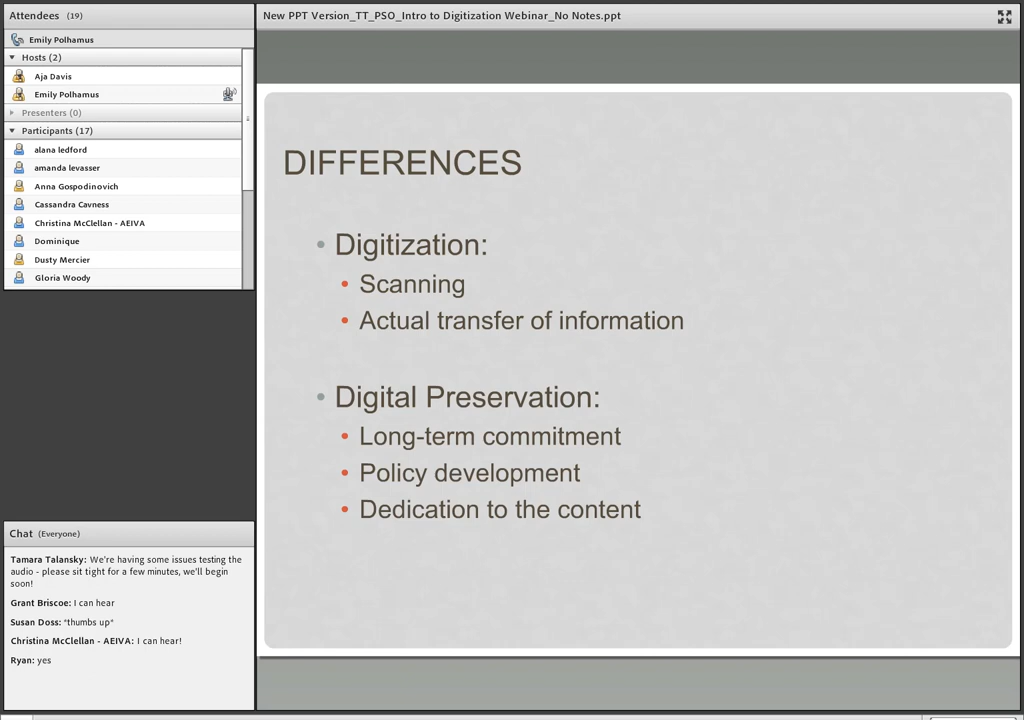 Attendees (19)
Emily Polhamus
Hosts (2)
Aja Davis
Emily Polhamus
Presenters (0)
Participants (17)
alana ledford
amanda levasser
Anna Gospodinovich
Cassandra Cavness
Christina McClellan - AEIVA
Dominique
Dusty Mercier
Gloria Woody
Chat (Everyone)
Tamara Talansky: We're having some issues testing the
audio - please sit tight for a few minutes, we'll begin
soon!
Grant Briscoe: I can hear
Susan Doss: *thumbs up*
Christina McClellan - AEIVA: I can hear!
Ryan: yes
New PPT Version_TT_PSO_Intro to Digitization Webinar_No Notes.ppt
DIFFERENCES
• Digitization:
• Scanning
• Actual transfer of information
• Digital Preservation:
• Long-term commitment
• Policy development
• Dedication to the content